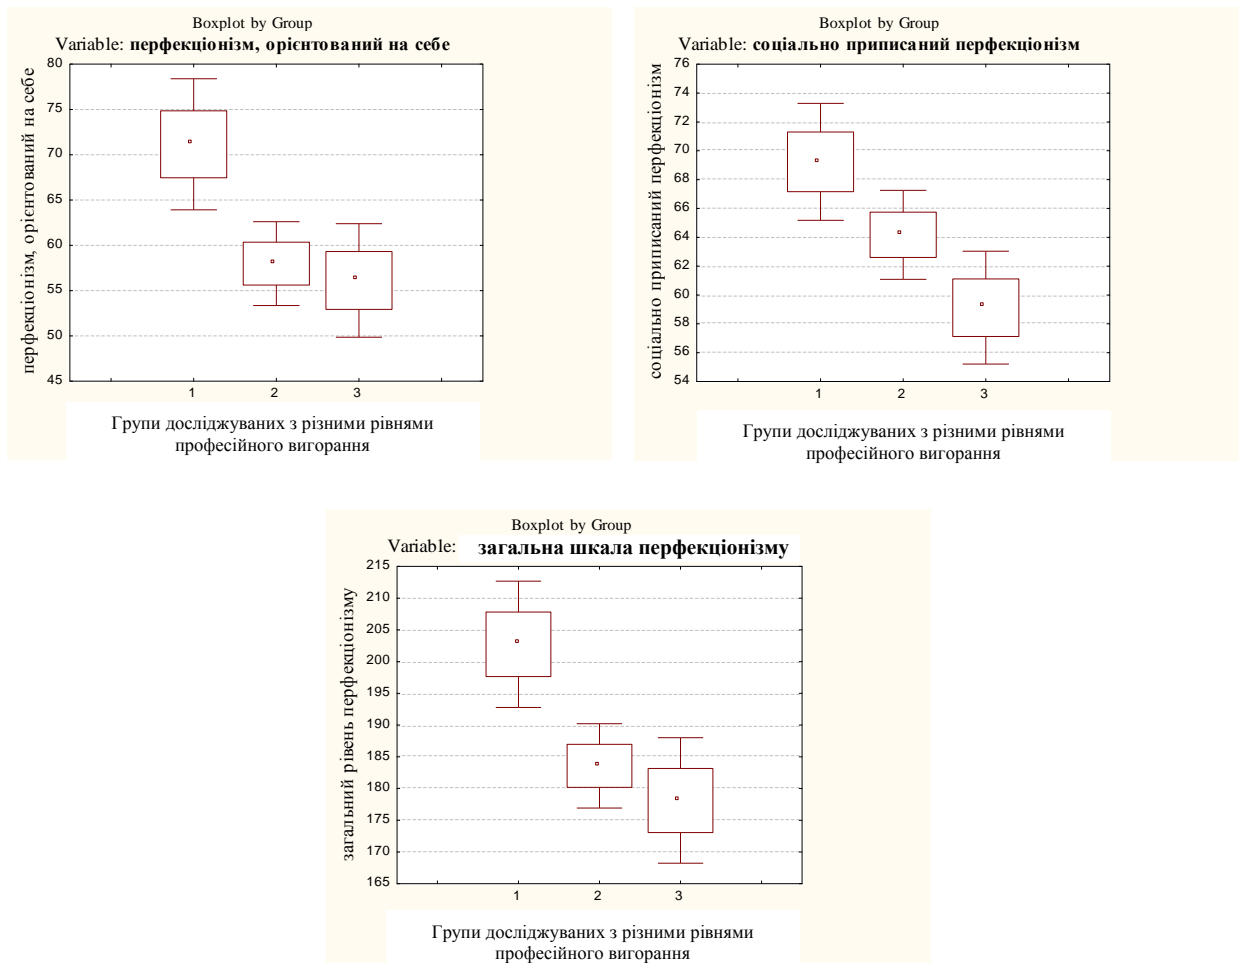 Boxplot by Group
Variable: перфекціонізм, орієнтований на себе
перфекціонізм, орієнтований на себе
80
75
70
65
60
55
50
45
1 2 3
Групи досліджуваних з різними рівнями
професійного вигорання
Boxplot by Group
Variable: соціально приписаний перфекціонізм
соціально приписаний перфекціонізм
76
74
72
70
68
66
64
62
60
58
56
54
1 2 3
Групи досліджуваних з різними рівнями
професійного вигорання
Boxplot by Group
Variable: загальна шкала перфекціонізму
загальний рівень перфекціонізму
215
210
205
200
195
190
185
180
175
170
165
1 2 3
Групи досліджуваних з різними рівнями
професійного вигорання